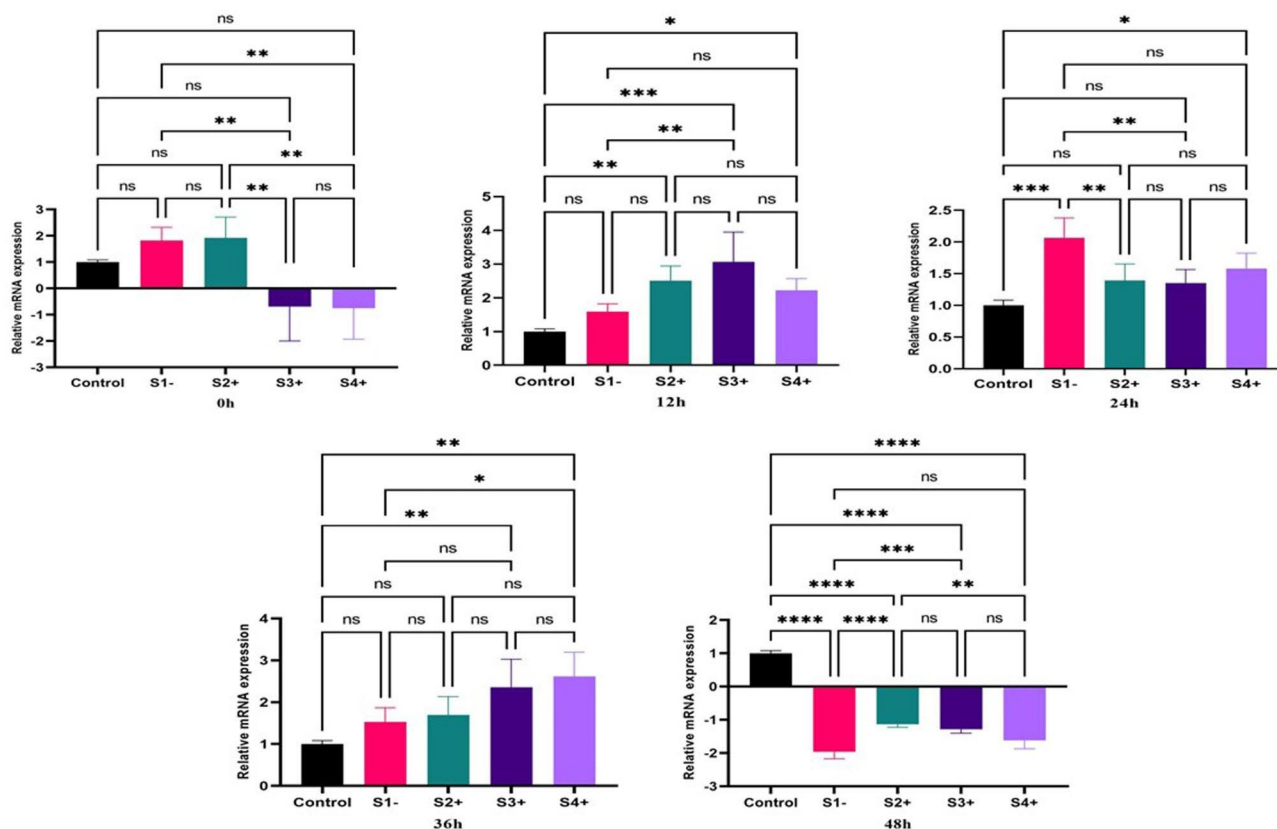 ns
**
ns
**
ns
**
ns
ns
**
ns
Relative mRNA expression
3
2
1
0
-1
-2
-3
Control
S1-
S2+
S3+
S4+
0h
*
ns
***
**
**
ns
ns
ns
ns
ns
Relative mRNA expression
5
4
3
2
1
0
Control
S1-
S2+
S3+
S4+
12h
*
ns
ns
**
ns
ns
***
**
ns
ns
Relative mRNA expression
2.5
2.0
1.5
1.0
0.5
0.0
Control
S1-
S2+
S3+
S4+
24h
**
*
**
ns
ns
ns
ns
ns
ns
ns
Relative mRNA expression
4
3
2
1
0
Control
S1-
S2+
S3+
S4+
36h
****
ns
****
***
****
**
****
****
ns
ns
Relative mRNA expression
2
1
0
-1
-2
-3
Control
S1-
S2+
S3+
S4+
48h